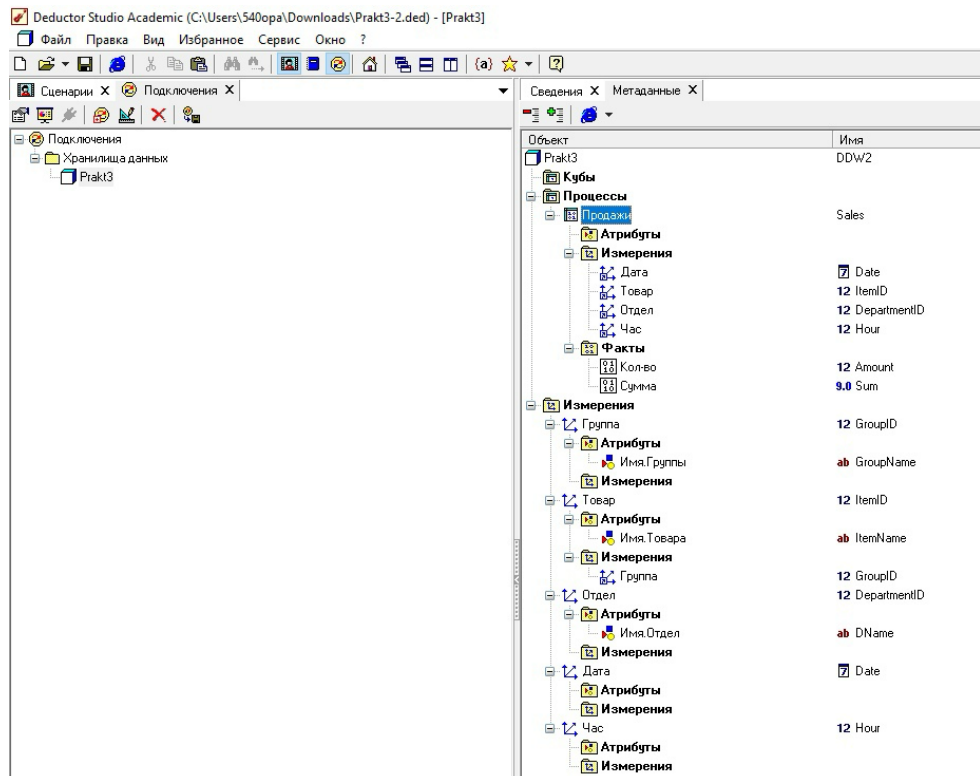 Deductor Studio Academic (C:\Users\540opa\Downloads\Prakt3-2.ded) - [Prakt3]
Файл Правка Вид Избранное Сервис Окно ?
Сценарии X Подключения X
Подключения
Хранилища данных
Prakt3
Сведения X Метаданные X
Объект Имя
Prakt3 DDW2
Кубы
Процессы
Продажи Sales
Атрибуты
Измерения
Дата 7 Date
Товар 12 ItemID
Отдел 12 DepartmentID
Час 12 Hour
Факты
Кол-во 12 Amount
Сумма 9.0 Sum
Измерения
Группа 12 GroupID
Атрибуты
Имя.Группы ab GroupName
Измерения
Товар 12 ItemID
Атрибуты
Имя.Товара ab ItemName
Измерения
Группа 12 GroupID
Отдел 12 DepartmentID
Атрибуты
Имя.Отдел ab DName
Измерения
Дата 7 Date
Атрибуты
Измерения
Час 12 Hour
Атрибуты
Измерения